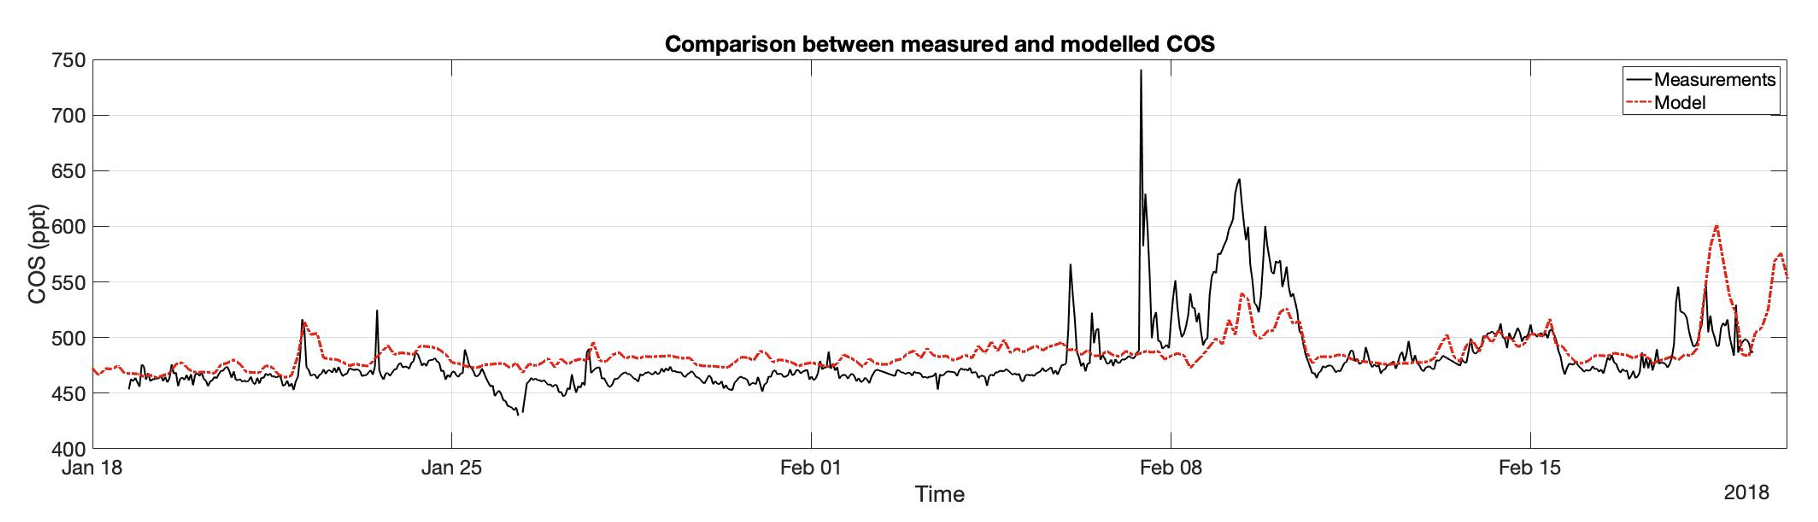 Comparison between measured and modelled COS
750
700
650
600
550
500
450
400
COS (ppt)
Measurements
Model
Jan 18
Jan 25
Feb 01
Feb 08
Feb 15
Time
2018